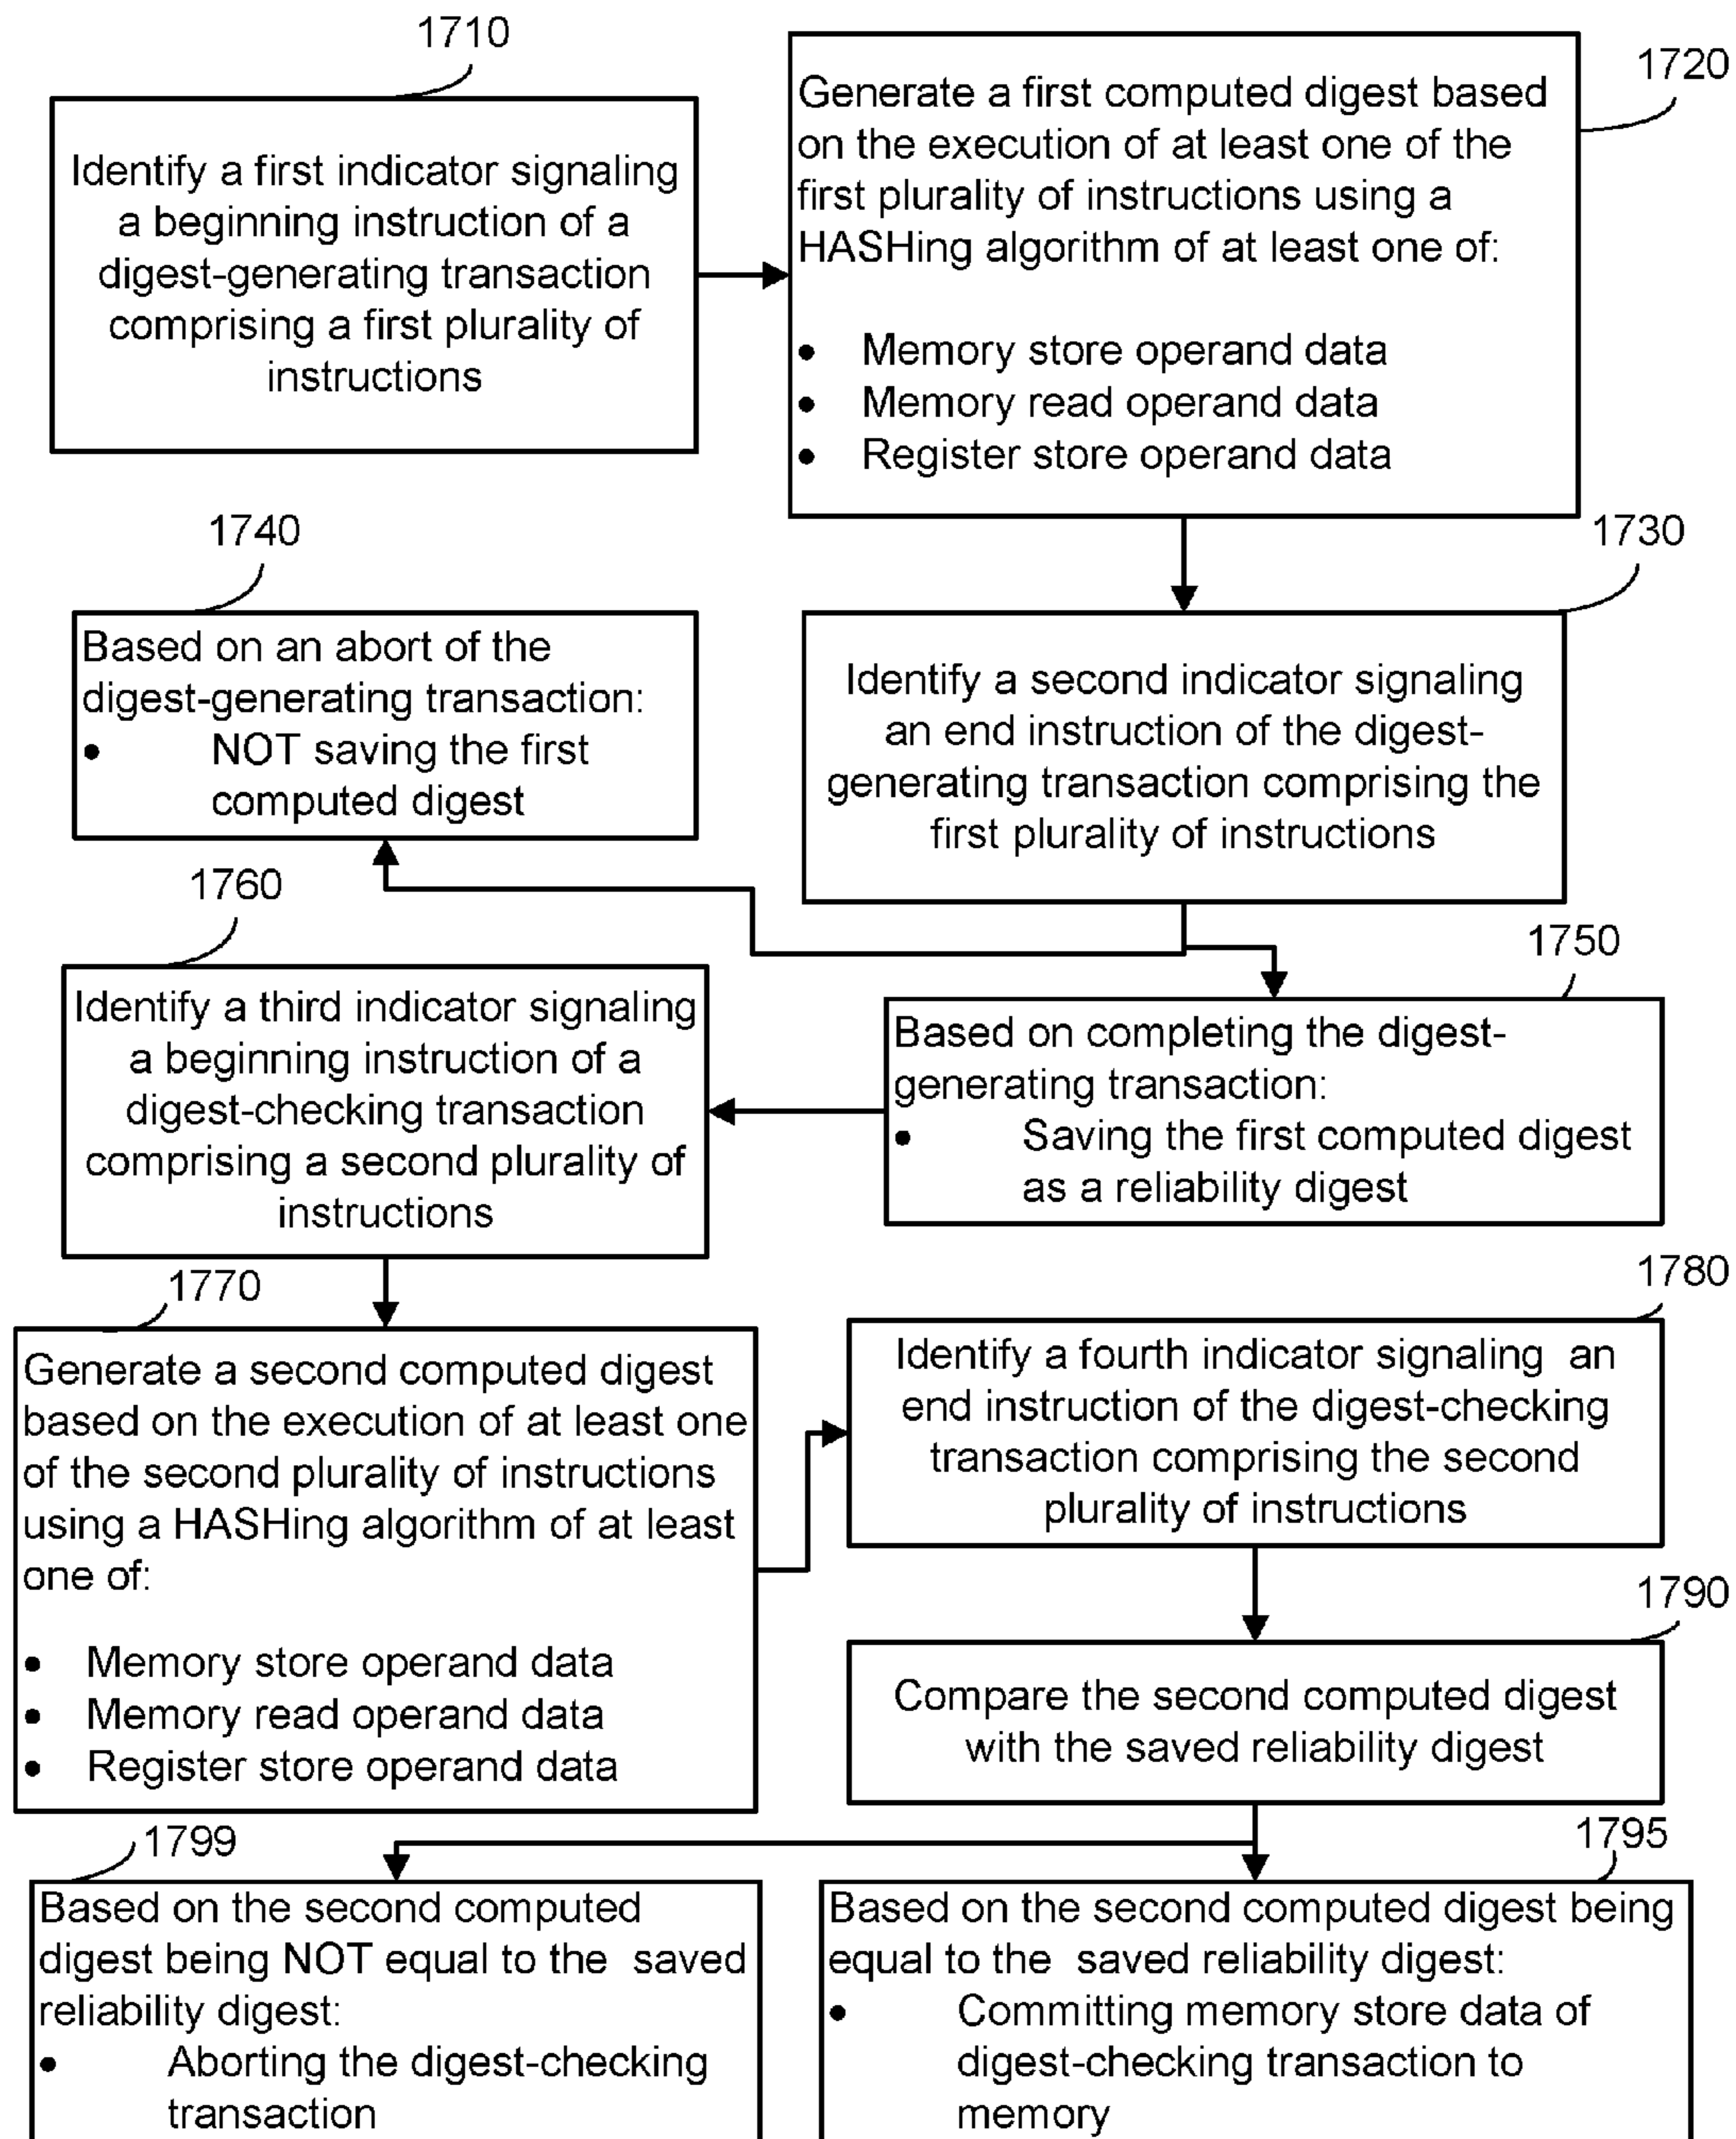 1710
Identify a first indicator signaling
a beginning instruction of a
digest-generating transaction
comprising a first plurality of
instructions
1720
Generate a first computed digest based
on the execution of at least one of the
first plurality of instructions using a
HASHing algorithm of at least one of:
• Memory store operand data
• Memory read operand data
• Register store operand data
1730
Identify a second indicator signaling
an end instruction of the digest-
generating transaction comprising the
first plurality of instructions
1740
Based on an abort of the
digest-generating transaction:
• NOT saving the first
computed digest
1750
Based on completing the digest-
generating transaction:
• Saving the first computed digest
as a reliability digest
1760
Identify a third indicator signaling
a beginning instruction of a
digest-checking transaction
comprising a second plurality of
instructions
1770
Generate a second computed digest
based on the execution of at least one
of the second plurality of instructions
using a HASHing algorithm of at least
one of:
• Memory store operand data
• Memory read operand data
• Register store operand data
1780
Identify a fourth indicator signaling  an
end instruction of the digest-checking
transaction comprising the second
plurality of instructions
1790
Compare the second computed digest
with the saved reliability digest
1799
Based on the second computed
digest being NOT equal to the  saved
reliability digest:
• Aborting the digest-checking
transaction
1795
Based on the second computed digest being
equal to the  saved reliability digest:
• Committing memory store data of
digest-checking transaction to
memory